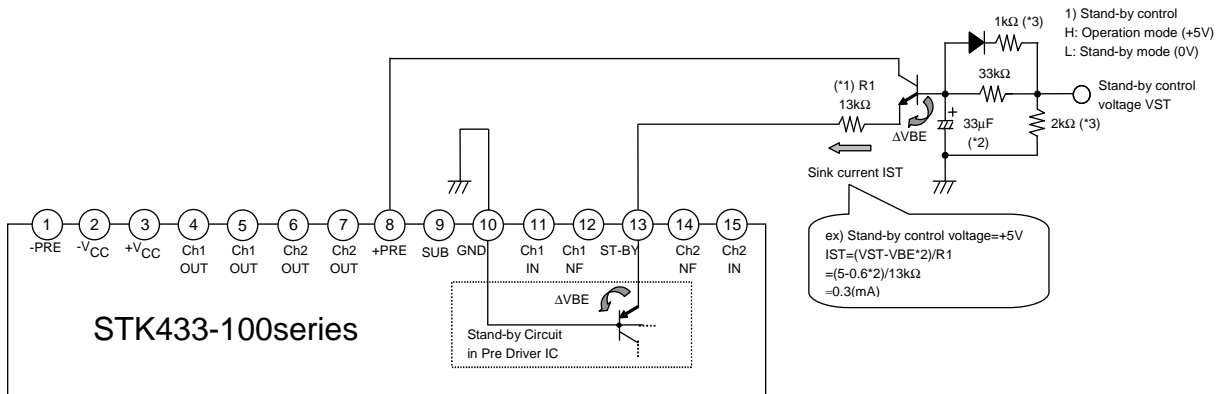 1kΩ (*3)
1) Stand-by control
H: Operation mode (+5V)
L: Stand-by mode (0V)
(*1) R1
13kΩ
33kΩ
Stand-by control
voltage VST
ΔVBE
+
33µF
(*2)
2kΩ (*3)
Sink current IST
1 2 3 4 5 6 7 8 9 10 11 12 13 14 15
-PRE
-VCC
+VCC
Ch1
OUT
Ch1
OUT
Ch2
OUT
Ch2
OUT
+PRE
SUB
GND
Ch1
IN
Ch1
NF
ST-BY
Ch2
NF
Ch2
IN
ex) Stand-by control voltage=+5V
IST=(VST-VBE*2)/R1
=(5-0.6*2)/13kΩ
≈0.3(mA)
ΔVBE
STK433-100series
Stand-by Circuit
in Pre Driver IC